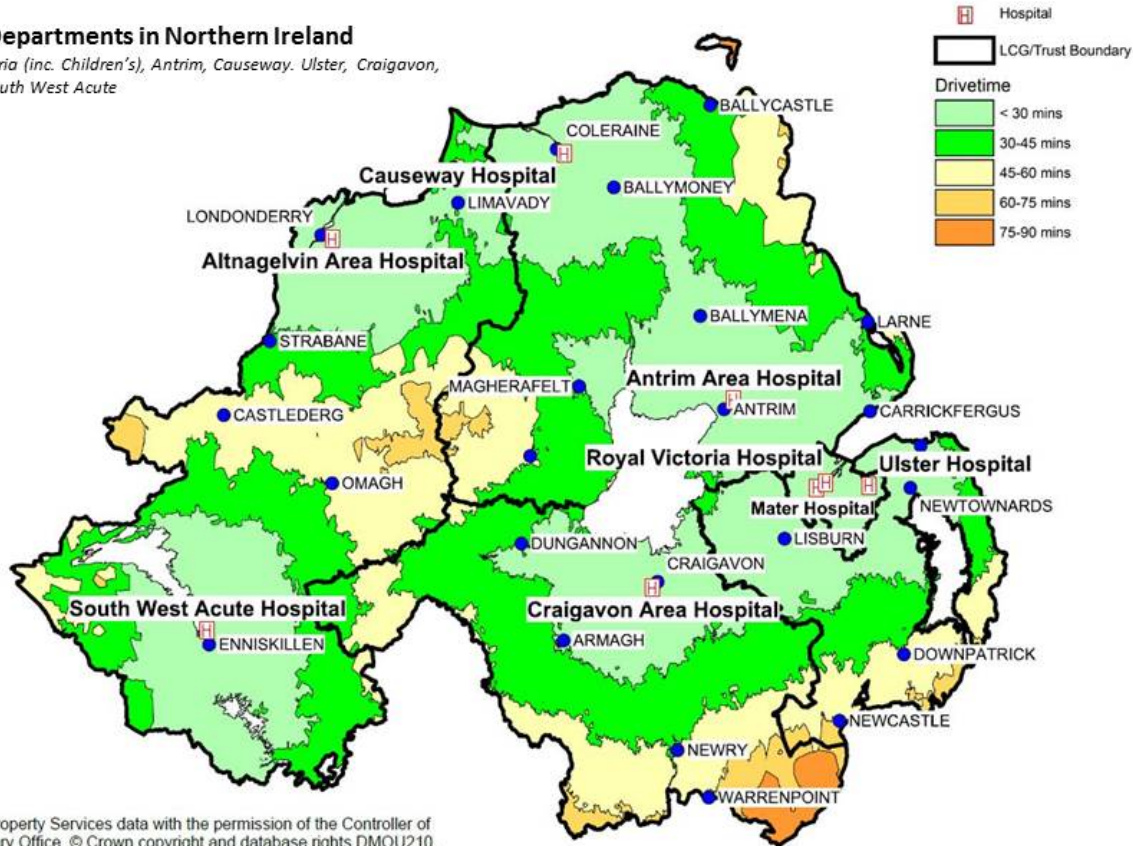 Departments in Northern Ireland
ria (inc. Children's), Antrim, Causeway. Ulster, Craigavon,
uth West Acute
Hospital
LCG/Trust Boundary
Drivetime
< 30 mins
30-45 mins
45-60 mins
60-75 mins
75-90 mins
BALLYCASTLE
COLERAINE
Causeway Hospital
BALLYMONEY
LIMAVADY
LONDONDERRY
Altnagelvin Area Hospital
BALLYMENA
LARNE
STRABANE
MAGHERAFELT
Antrim Area Hospital
ANTRIM
CARRICKFERGUS
CASTLEDERG
Royal Victoria Hospital
Ulster Hospital
OMAGH
Mater Hospital
NEWTOWNARDS
DUNGANNON
LISBURN
CRAIGAVON
South West Acute Hospital
Craigavon Area Hospital
ENNISKILLEN
ARMAGH
DOWNPATRICK
NEWCASTLE
NEWRY
WARRENPOINT
roperty Services data with the permission of the Controller of
ery Office, © Crown copyright and database rights DMOU210